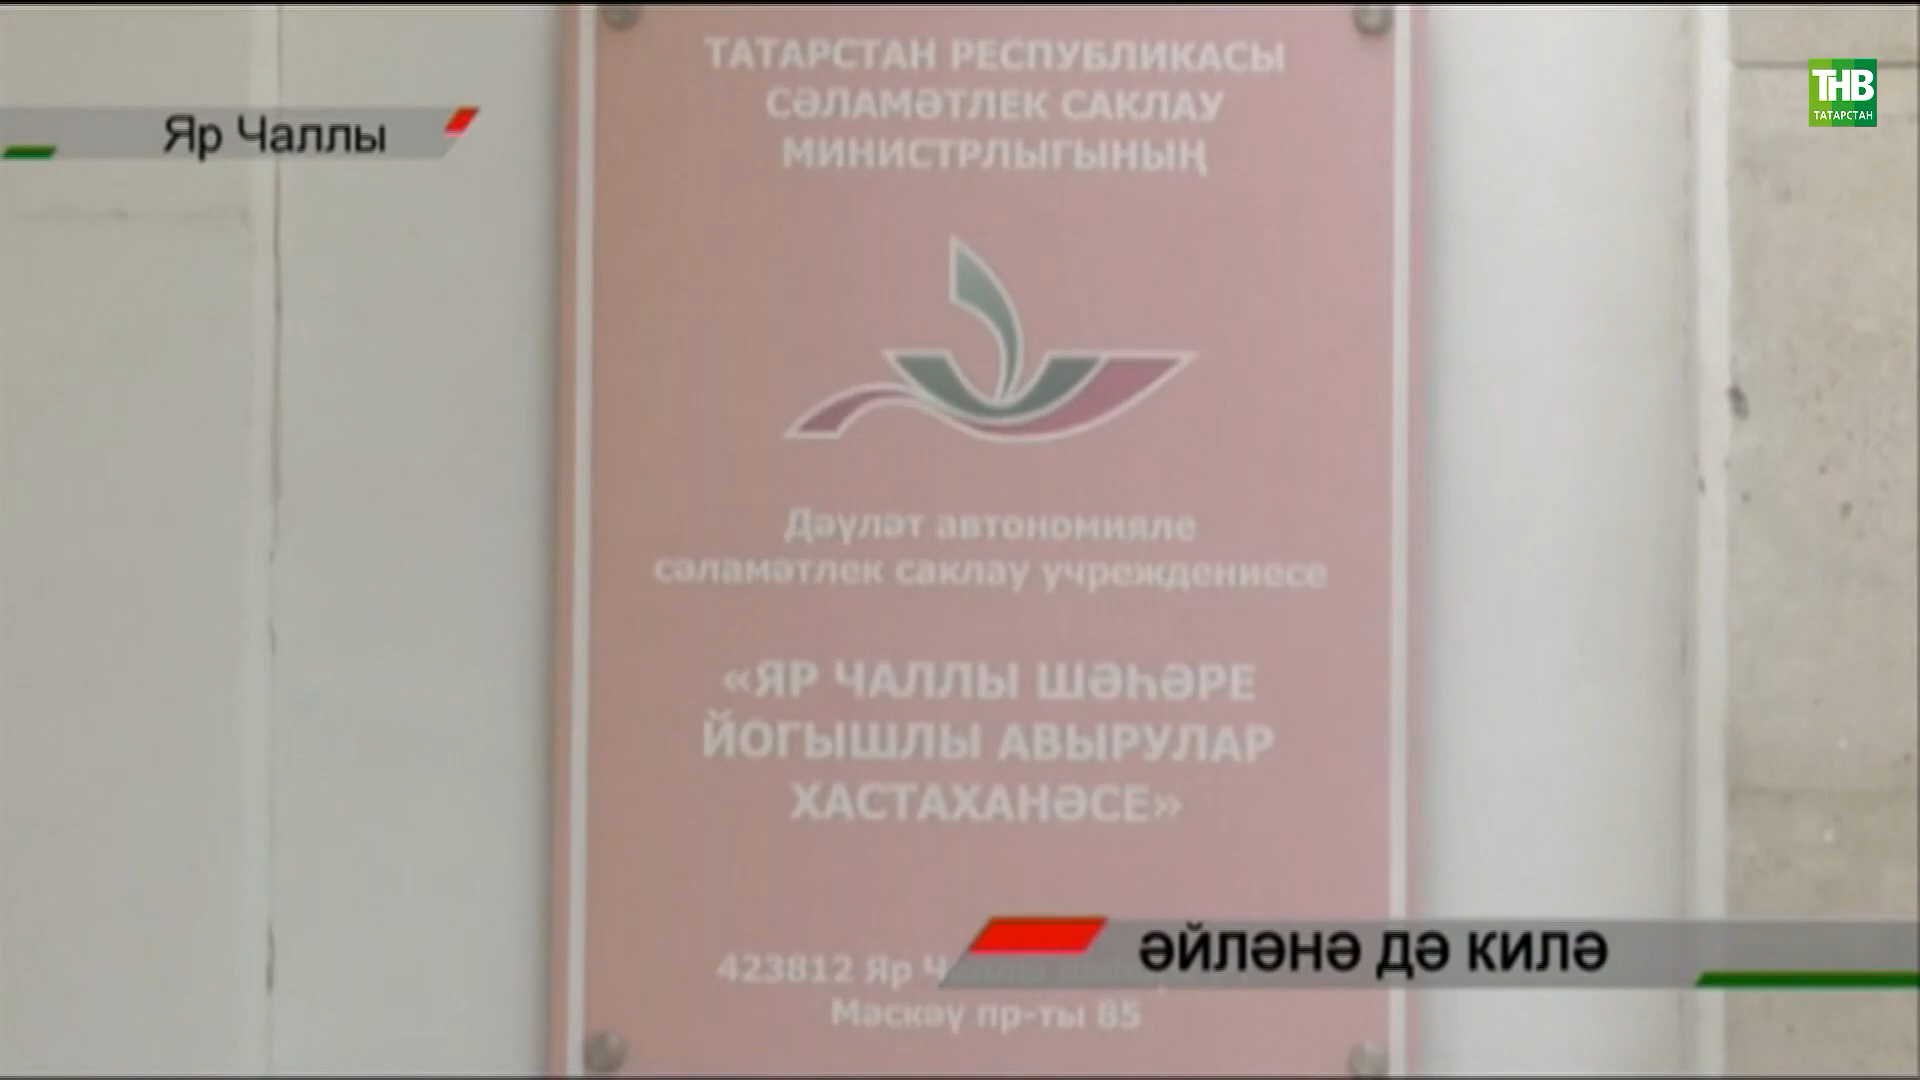 ТАТАРСТАН РЕСПУБЛИКАСЫ
СӘЛАМӘТЛЕК САКЛАУ
МИНИСТРЛЫГЫНЫҢ
ТНВ
ТАТАРСТАН
Яр Чаллы
Дәүләт автономияле
сәламәтлек саклау учреждениесе
«ЯР ЧАЛЛЫ ШӘҺӘРЕ
ЙОГЫШЛЫ АВЫРУЛАР
ХАСТАХАНӘСЕ»
әйләнә дә килә
423812 Яр
Мәскәү пр-ты 85